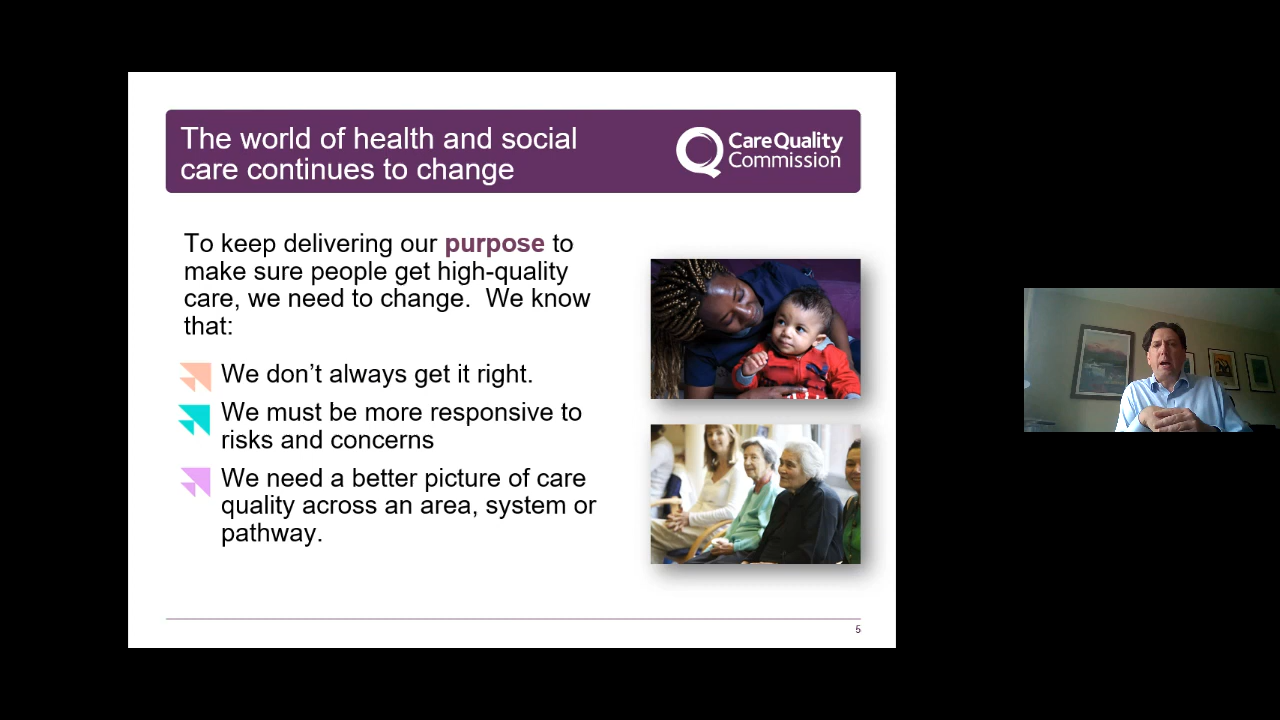 The world of health and social
care continues to change
CareQuality
Commission
To keep delivering our purpose to
make sure people get high-quality
care, we need to change.  We know
that:
We don’t always get it right.
We must be more responsive to
risks and concerns
We need a better picture of care
quality across an area, system or
pathway.
5